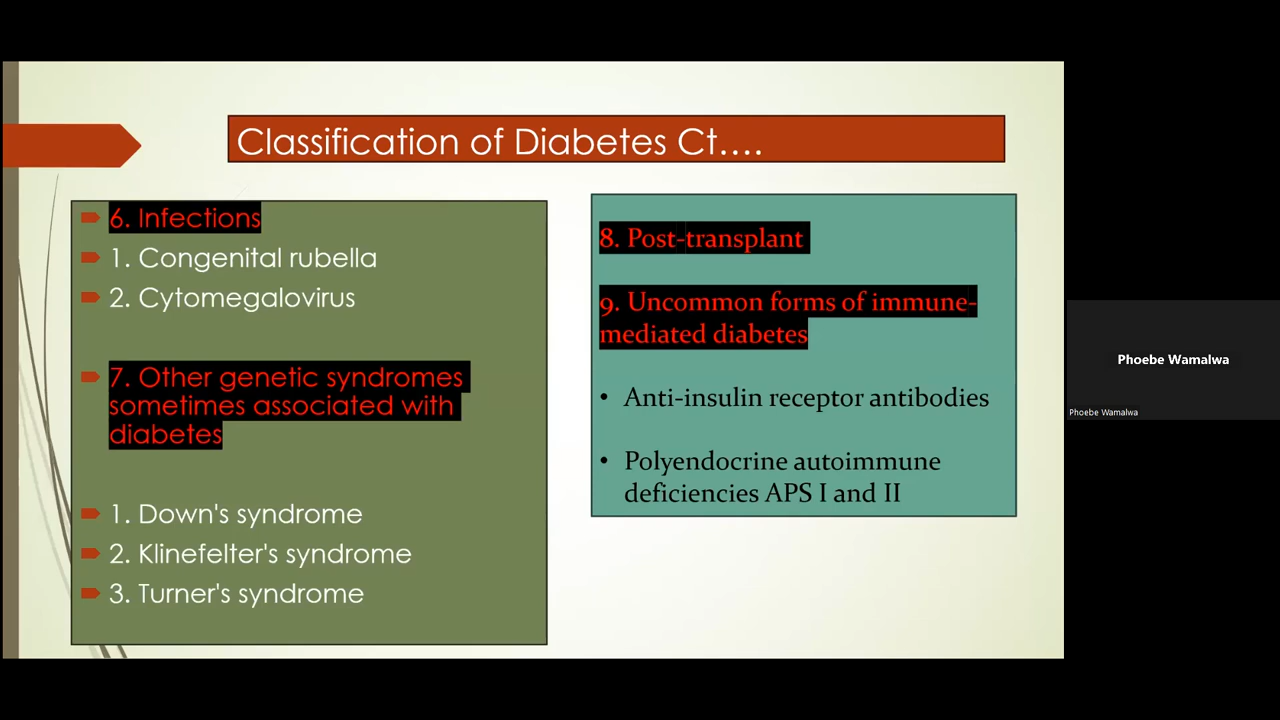 Classification of Diabetes Ct....
6. Infections
1. Congenital rubella
2. Cytomegalovirus
7. Other genetic syndromes
sometimes associated with
diabetes
1. Down's syndrome
2. Klinefelter's syndrome
3. Turner's syndrome
8. Post-transplant
9. Uncommon forms of immune-
mediated diabetes
• Anti-insulin receptor antibodies
• Polyendocrine autoimmune
deficiencies APS I and II
Phoebe Wamalwa
Phoebe Wamalwa